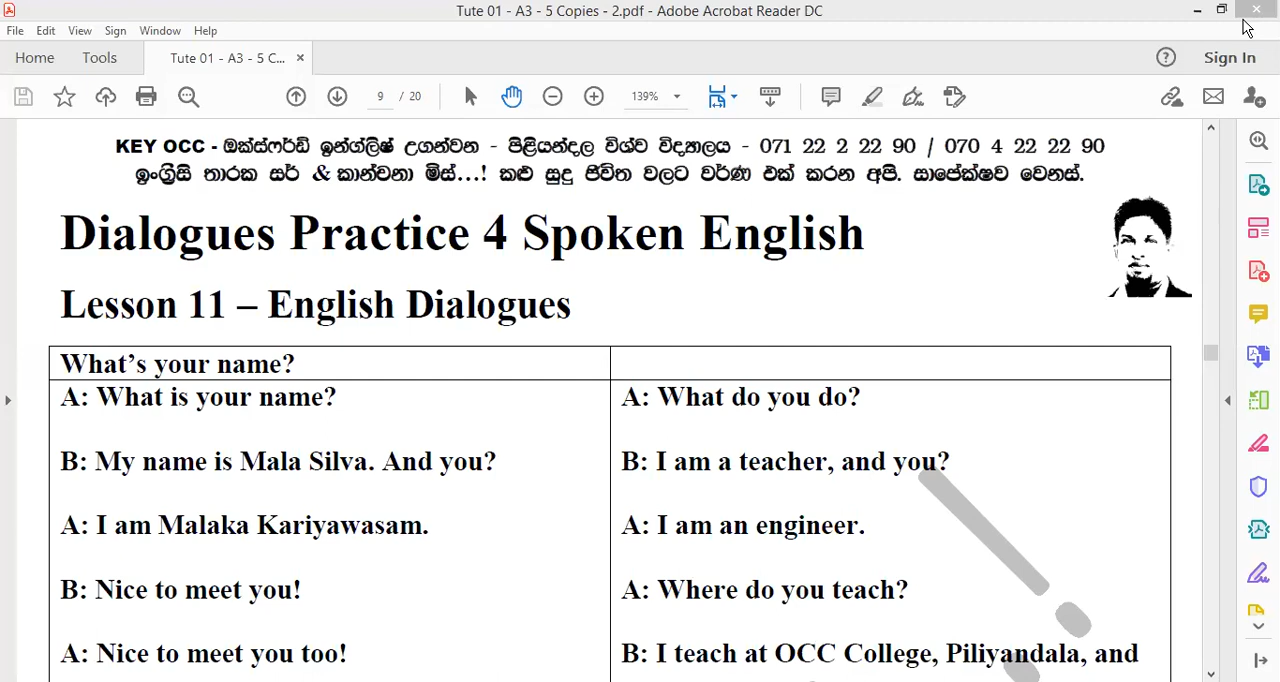 Tute 01 - A3 - 5 Copies - 2.pdf - Adobe Acrobat Reader DC
File Edit View Sign Window Help
Home Tools Tute 01 - A3 - 5 C... × Sign In
9 / 20 139%
KEY OCC - ඔක්ස්ෆර්ඩ් ඉන්ග්ලිෂ් උගන්වන - පිළියන්දල විශ්ව විද්‍යාලය - 071 22 2 22 90 / 070 4 22 22 90
ඉංග්‍රීසි තාරක සර් & කාන්චනා මිස්...! කළු සුදු ජීවිත වලට වර්ණ එක් කරන අපි. සාපේක්ෂව වෙනස්.
Dialogues Practice 4 Spoken English
Lesson 11 – English Dialogues
What's your name?
A: What is your name?
B: My name is Mala Silva. And you?
A: I am Malaka Kariyawasam.
B: Nice to meet you!
A: Nice to meet you too!
A: What do you do?
B: I am a teacher, and you?
A: I am an engineer.
A: Where do you teach?
B: I teach at OCC College, Piliyandala, and